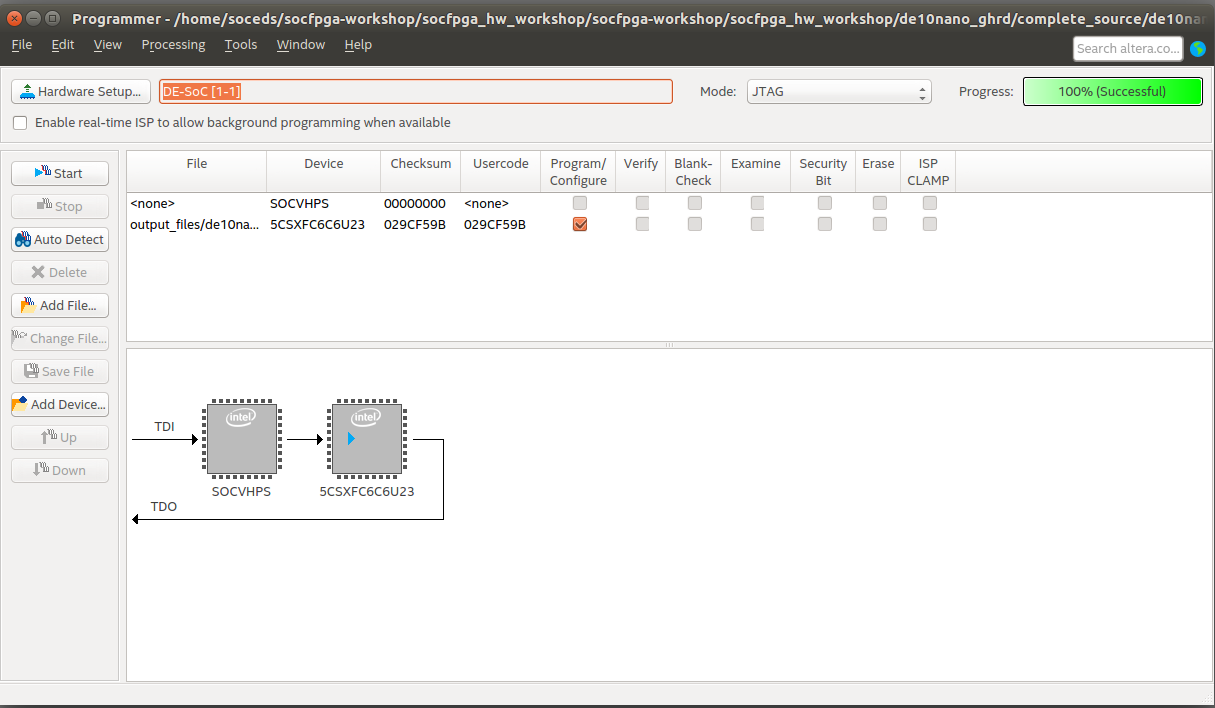 Programmer - /home/soceds/socfpga-workshop/socfpga_hw_workshop/socfpga-workshop/socfpga_hw_workshop/de10nano_ghrd/complete_source/de10na
File Edit View Processing Tools Window Help
Search altera.co...
Hardware Setup... DE-SoC [1-1] Mode: JTAG Progress: 100% (Successful)
Enable real-time ISP to allow background programming when available
Start
Stop
Auto Detect
Delete
Add File...
Change File...
Save File
Add Device...
Up
Down
File Device Checksum Usercode Program/ Configure Verify Blank- Check Examine Security Bit Erase ISP CLAMP
<none> SOCVHPS 00000000 <none>
output_files/de10na... 5CSXFC6C6U23 029CF59B 029CF59B
intel intel
TDI
SOCVHPS 5CSXFC6C6U23
TDO